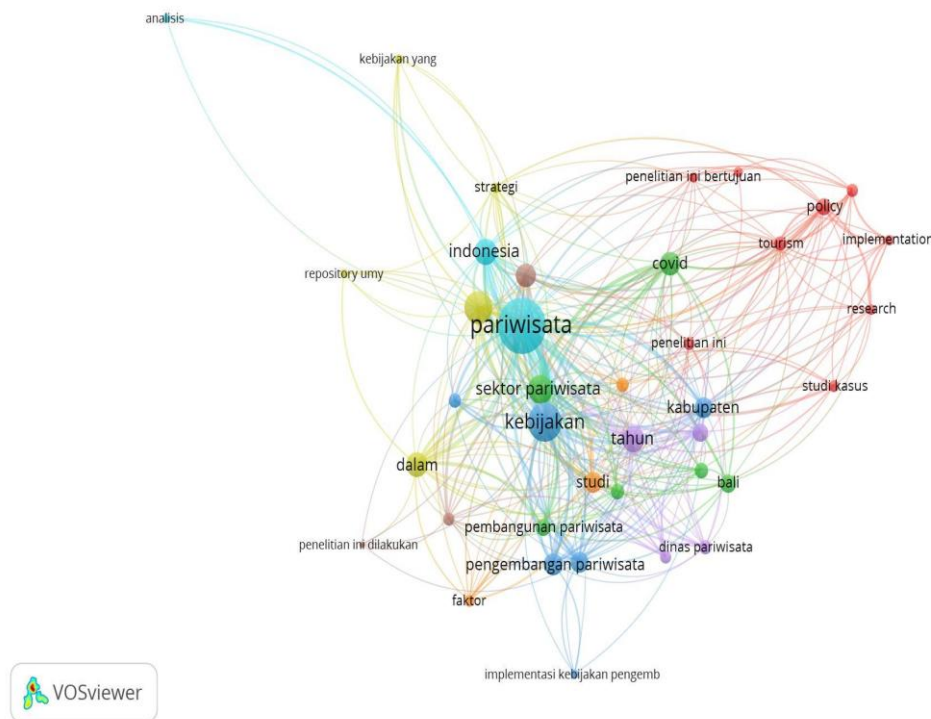 analisis
kebijakan yang
penelitian ini bertujuan
strategi
policy
implementation
tourism
indonesia
covid
repository umy
research
pariwisata
penelitian ini
sektor pariwisata
studi kasus
kabupaten
kebijakan
tahun
dalam
studi
bali
pembangunan pariwisata
penelitian ini dilakukan
dinas pariwisata
pengembangan pariwisata
faktor
implementasi kebijakan pengemb
VOSviewer